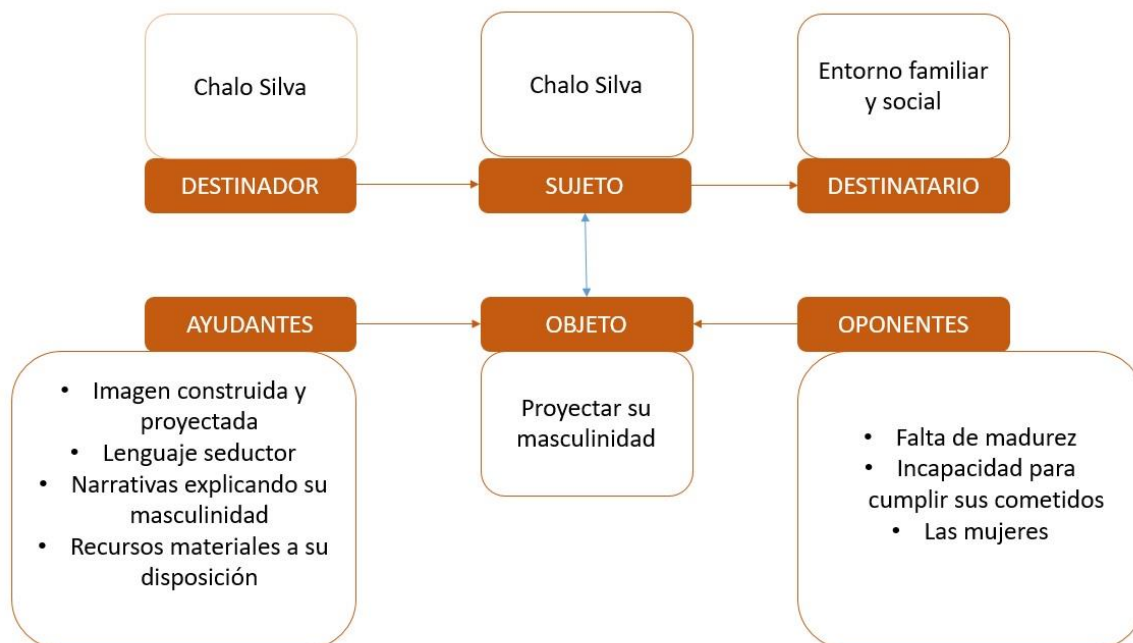 Chalo Silva
DESTINADOR
Chalo Silva
SUJETO
Entorno familiar
y social
DESTINATARIO
AYUDANTES
• Imagen construida y
proyectada
• Lenguaje seductor
• Narrativas explicando su
masculinidad
• Recursos materiales a su
disposición
OBJETO
Proyectar su
masculinidad
OPONENTES
• Falta de madurez
• Incapacidad para
cumplir sus cometidos
• Las mujeres